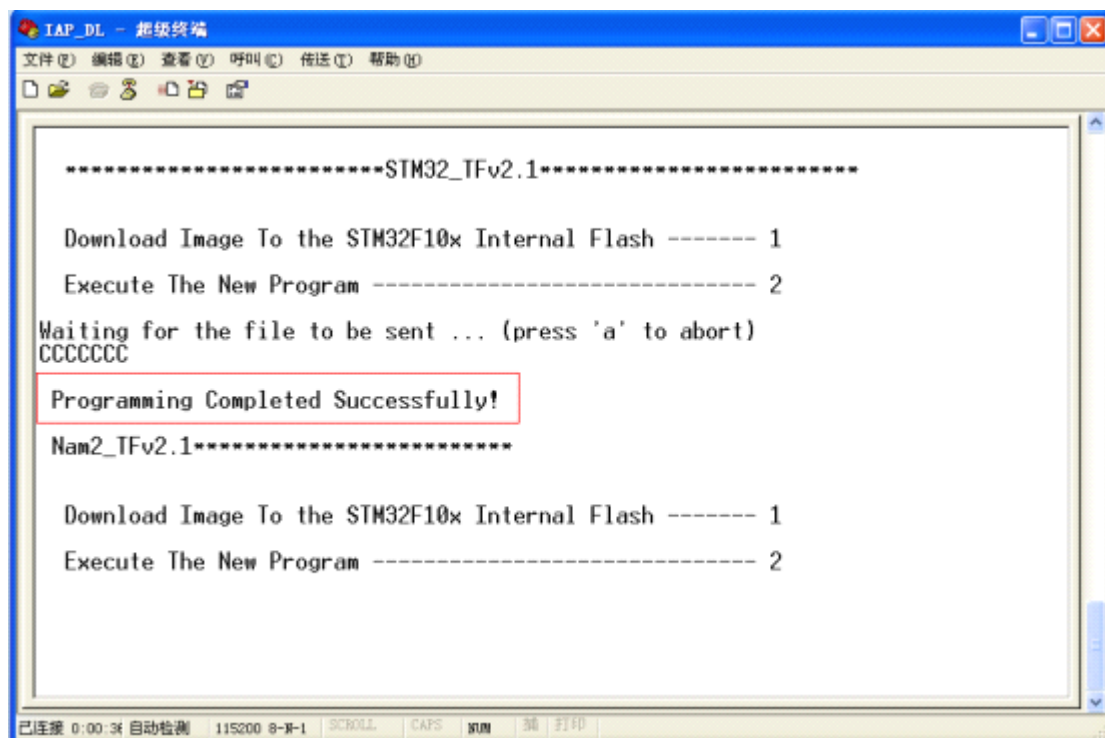 IAP_DL - 超级终端
文件(F) 编辑(E) 查看(V) 呼叫(C) 传送(T) 帮助(H)
*************************STM32_TFv2.1*************************
Download Image To the STM32F10x Internal Flash ------- 1
Execute The New Program ------------------------------ 2
Waiting for the file to be sent ... (press 'a' to abort)
CCCCCCC
Programming Completed Successfully!
Nam2_TFv2.1*************************
Download Image To the STM32F10x Internal Flash ------- 1
Execute The New Program ------------------------------ 2
已连接 0:00:36 自动检测 115200 8-N-1 SCROLL CAPS NUM 捕 打印